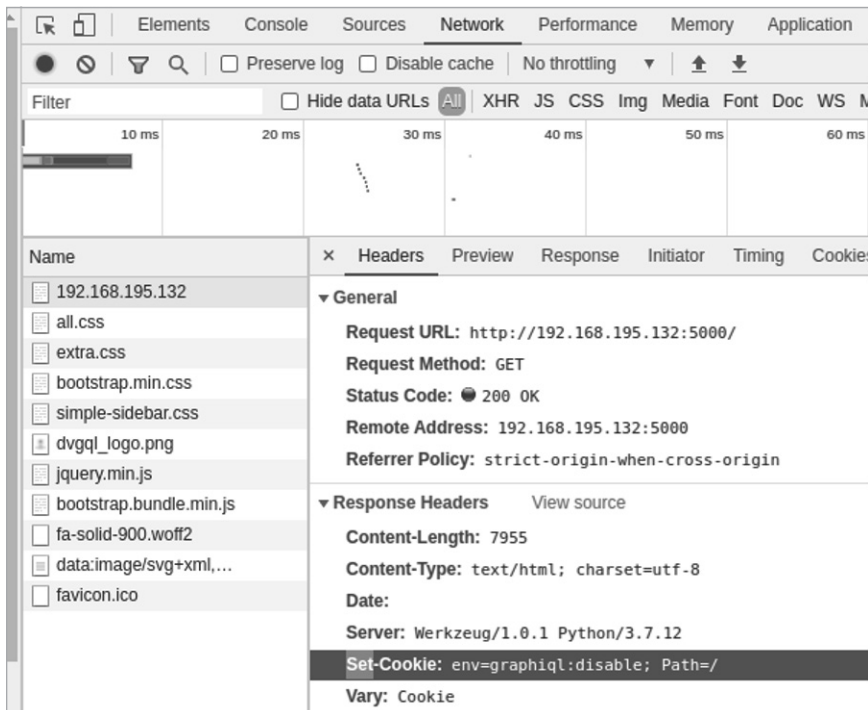 Elements Console Sources Network Performance Memory Application
Preserve log Disable cache No throttling
Filter Hide data URLs All XHR JS CSS Img Media Font Doc WS
10 ms 20 ms 30 ms 40 ms 50 ms 60 ms
Name
192.168.195.132
all.css
extra.css
bootstrap.min.css
simple-sidebar.css
dvgql_logo.png
jquery.min.js
bootstrap.bundle.min.js
fa-solid-900.woff2
data:image/svg+xml,...
favicon.ico
× Headers Preview Response Initiator Timing Cookies
General
Request URL: http://192.168.195.132:5000/
Request Method: GET
Status Code: 200 OK
Remote Address: 192.168.195.132:5000
Referrer Policy: strict-origin-when-cross-origin
Response Headers View source
Content-Length: 7955
Content-Type: text/html; charset=utf-8
Date:
Server: Werkzeug/1.0.1 Python/3.7.12
Set-Cookie: env=graphiql:disable; Path=/
Vary: Cookie